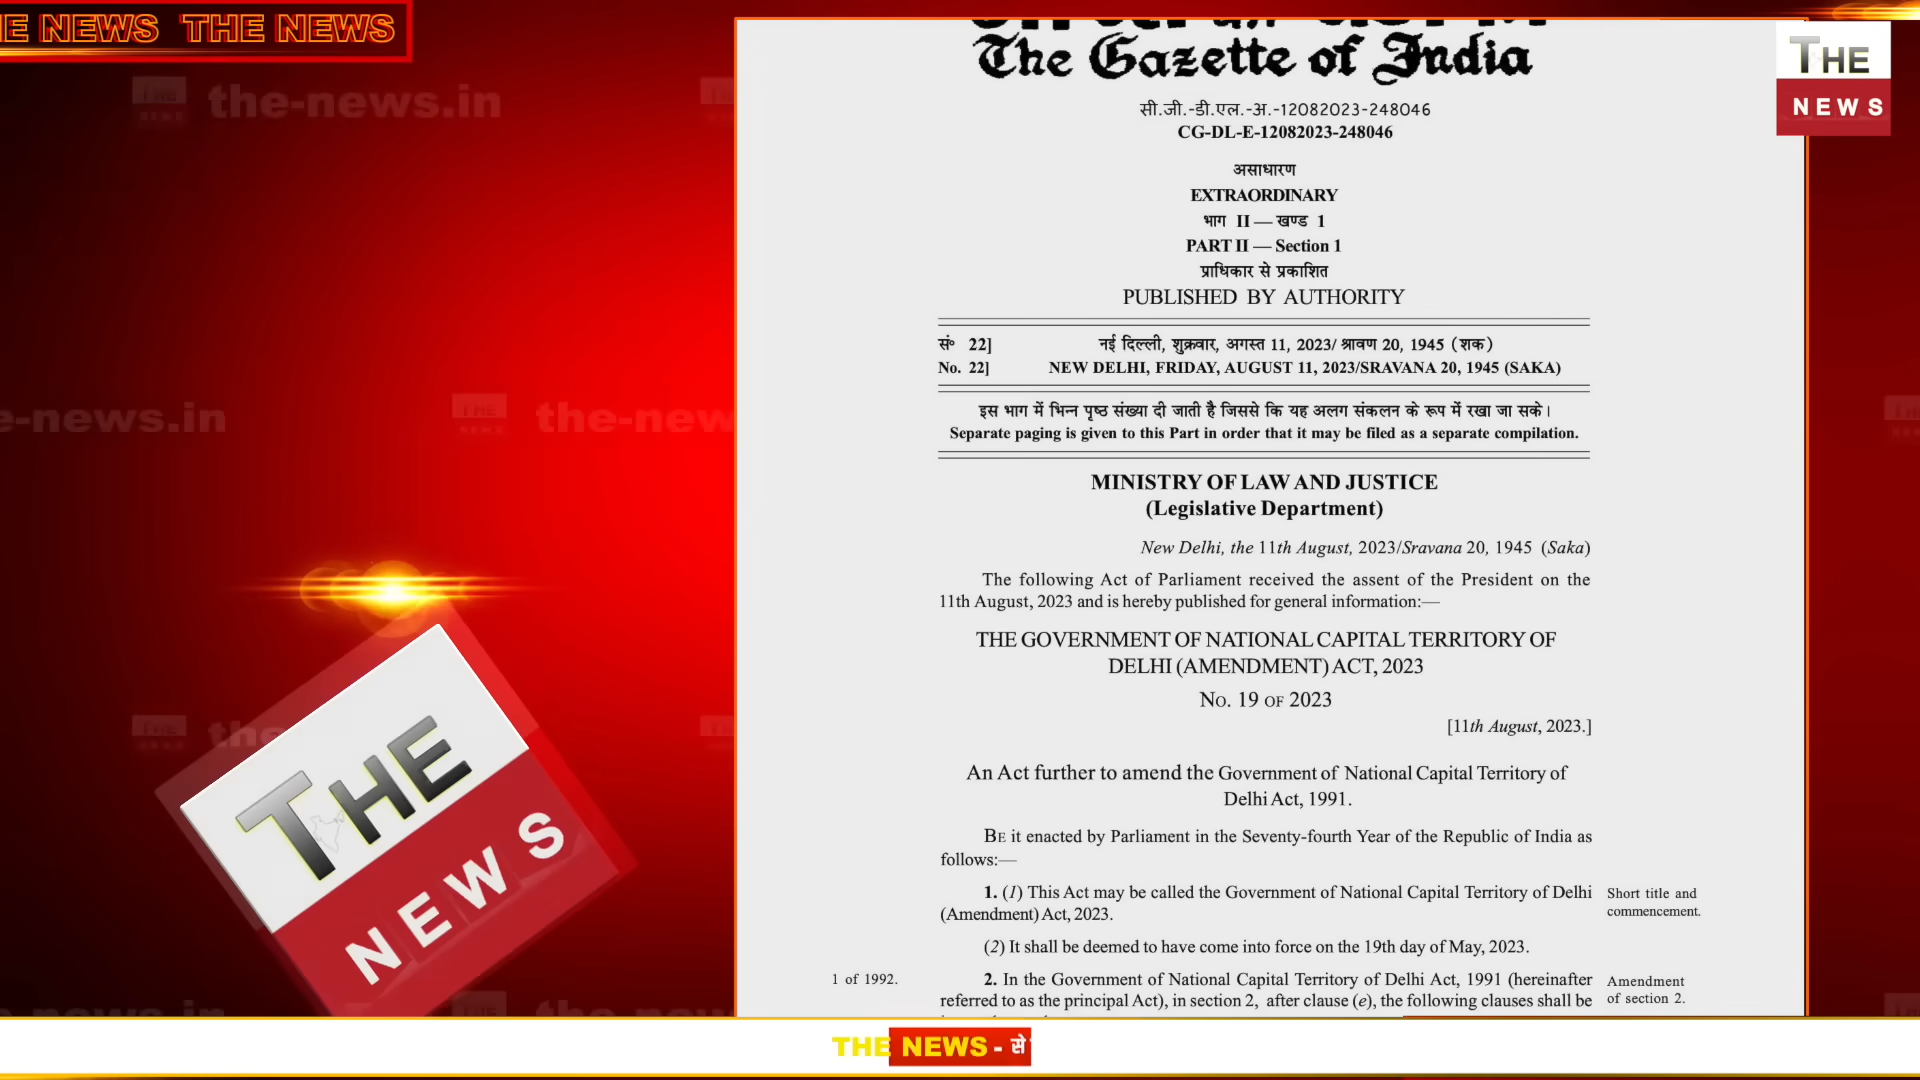 E NEWS THE NEWS
The Gazette of India
THE
NEWS
सी.जी.-डी.एल.-अ.-12082023-248046
CG-DL-E-12082023-248046
असाधारण
EXTRAORDINARY
भाग II — खण्ड 1
PART II — Section 1
प्राधिकार से प्रकाशित
PUBLISHED BY AUTHORITY
सं॰ 22] नई दिल्ली, शुक्रवार, अगस्त 11, 2023/ श्रावण 20, 1945 (शक)
No. 22] NEW DELHI, FRIDAY, AUGUST 11, 2023/SRAVANA 20, 1945 (SAKA)
इस भाग में भिन्न पृष्ठ संख्या दी जाती है जिससे कि यह अलग संकलन के रूप में रखा जा सके।
Separate paging is given to this Part in order that it may be filed as a separate compilation.
MINISTRY OF LAW AND JUSTICE
(Legislative Department)
New Delhi, the 11th August, 2023/Sravana 20, 1945 (Saka)
The following Act of Parliament received the assent of the President on the
11th August, 2023 and is hereby published for general information:—
THE GOVERNMENT OF NATIONAL CAPITAL TERRITORY OF
DELHI (AMENDMENT) ACT, 2023
NO. 19 OF 2023
[11th August, 2023.]
An Act further to amend the Government of National Capital Territory of
Delhi Act, 1991.
BE it enacted by Parliament in the Seventy-fourth Year of the Republic of India as
follows:—
1. (1) This Act may be called the Government of National Capital Territory of Delhi
(Amendment) Act, 2023.
Short title and
commencement.
(2) It shall be deemed to have come into force on the 19th day of May, 2023.
1 of 1992.
2. In the Government of National Capital Territory of Delhi Act, 1991 (hereinafter
referred to as the principal Act), in section 2, after clause (e), the following clauses shall be
Amendment
of section 2.
the-news.in
e-news.in
the-new
the
THE
NEWS
THE NEWS - से